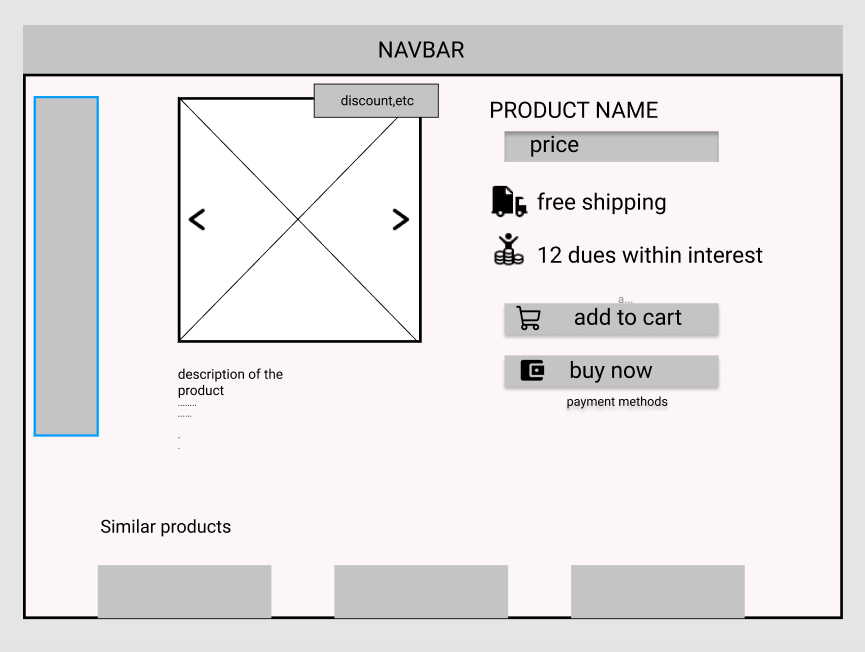 NAVBAR
discount,etc
PRODUCT NAME
price
free shipping
12 dues within interest
a...
add to cart
buy now
payment methods
description of the
product
........
......
.
.
Similar products